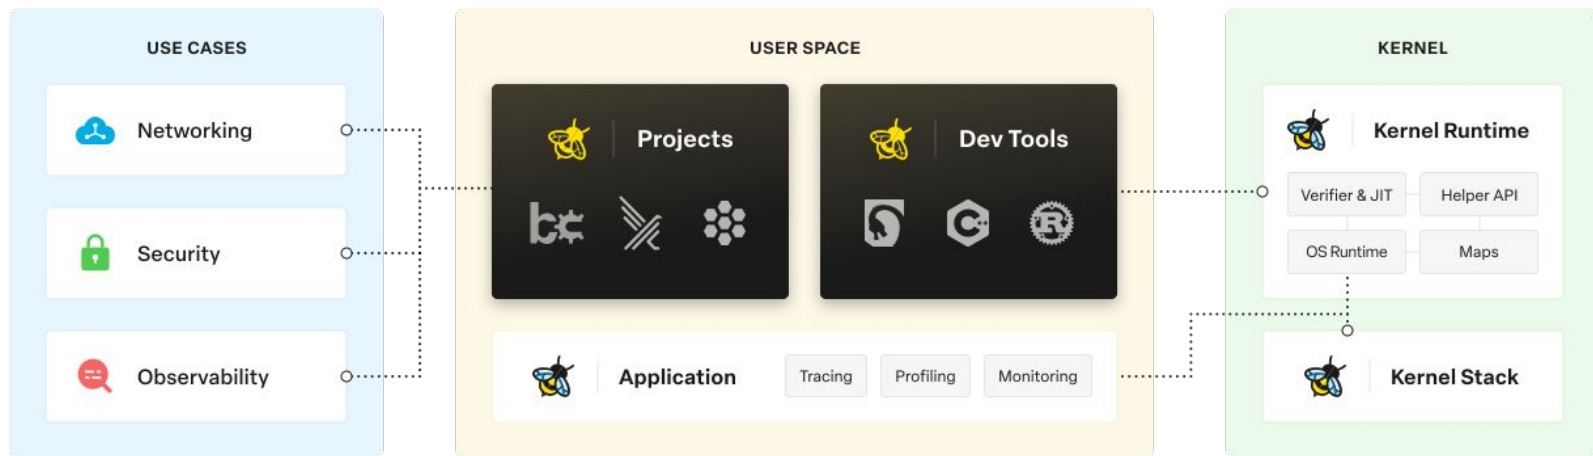 USE CASES
Networking
Security
Observability
USER SPACE
Projects
bcc
Dev Tools
C++
R
Application
Tracing
Profiling
Monitoring
KERNEL
Kernel Runtime
Verifier & JIT
Helper API
OS Runtime
Maps
Kernel Stack